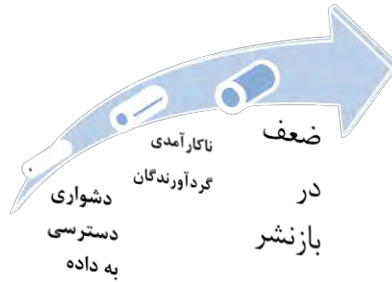 ضعف
در
بازنشر
ناکارآمدی
گردآورندگان
دشواری
دسترسی
به داده